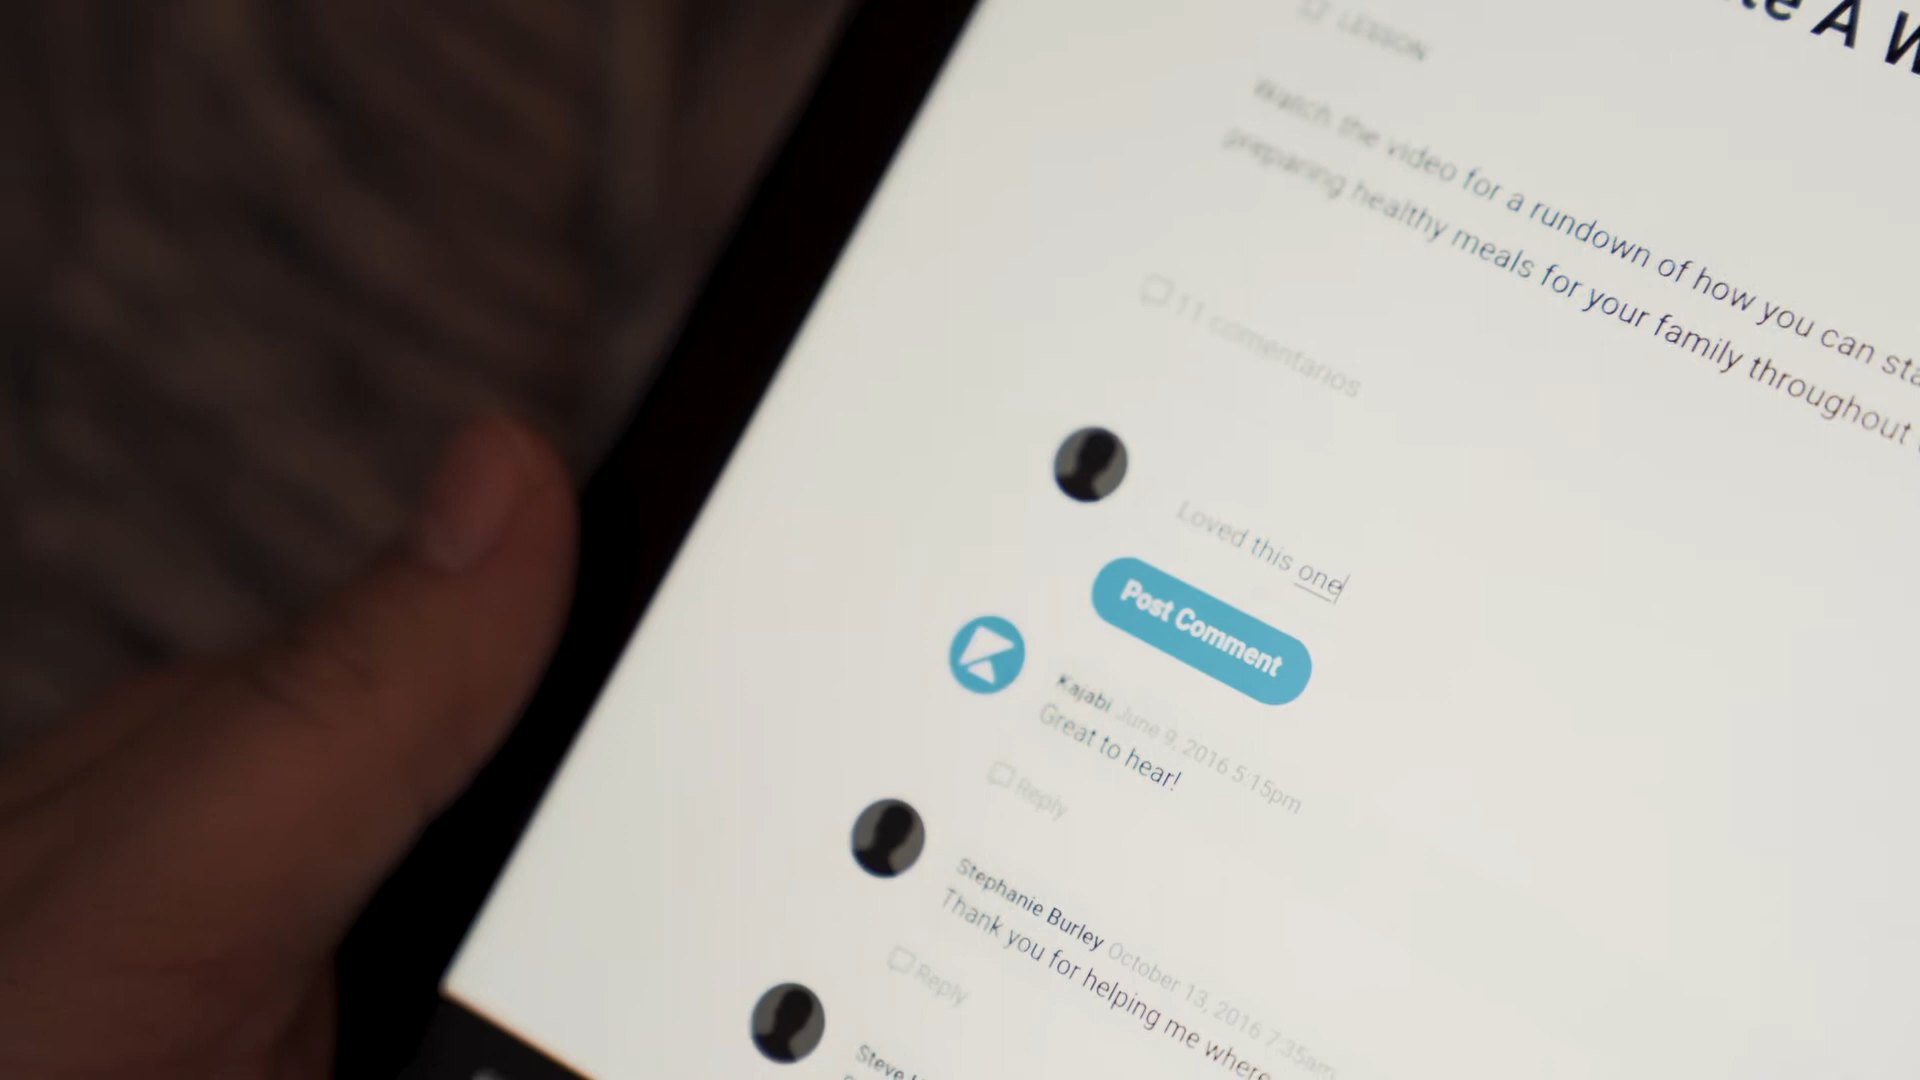 A W
LESSON
Watch the video for a rundown of how you can sta
preparing healthy meals for your family throughout
11 comentarios
Loved this one
Post Comment
Kajabi June 9, 2016 5:15pm
Great to hear!
Reply
Stephanie Burley October 13, 2016 7:35am
Thank you for helping me where
Reply
Steve